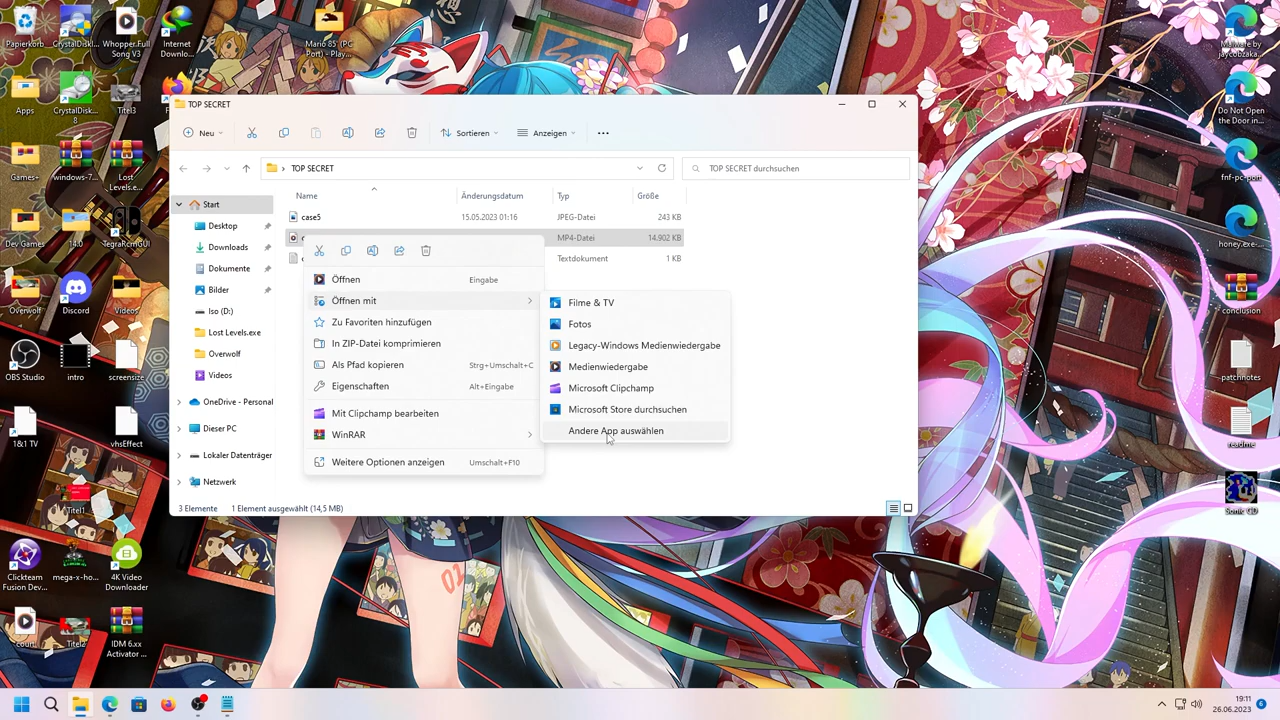 Papierkorb
CrystalDiskI...
Whopper.Full
Song V3
Internet
Downlo...
Mario 85' (PC
Port) - Play...
Malware by
jaycobzaka...
Apps
CrystalDisk...
8
Titel3
Do Not Open
the Door in...
Games+
windows-7...
Lost
Levels.e...
fnf-pc-port
Dev Games
14.0
TegraRcmGUI
honey.exe-...
Overwolf
Discord
Videos
conclusion
OBS Studio
intro
screensize
patchnotes
1&1 TV
vhsEffect
readme
Titel1
Sonic CD
Clickteam
Fusion Dev...
mega-x-ho...
4K Video
Downloader
court
Titel2
IDM 6.xx
Activator ...
TOP SECRET
Neu
Sortieren
Anzeigen
TOP SECRET
TOP SECRET durchsuchen
Name
Änderungsdatum
Typ
Größe
Start
Desktop
Downloads
Dokumente
Bilder
Iso (D:)
Lost Levels.exe
Overwolf
Videos
OneDrive - Personal
Dieser PC
Lokaler Datenträger
Netzwerk
case5
15.05.2023 01:16
JPEG-Datei
243 KB
MP4-Datei
14.902 KB
Textdokument
1 KB
Öffnen
Eingabe
Öffnen mit
Zu Favoriten hinzufügen
In ZIP-Datei komprimieren
Als Pfad kopieren
Strg+Umschalt+C
Eigenschaften
Alt+Eingabe
Mit Clipchamp bearbeiten
WinRAR
Weitere Optionen anzeigen
Umschalt+F10
Filme & TV
Fotos
Legacy-Windows Medienwiedergabe
Medienwiedergabe
Microsoft Clipchamp
Microsoft Store durchsuchen
Andere App auswählen
3 Elemente
1 Element ausgewählt (14,5 MB)
01
19:11
26.06.2023
6